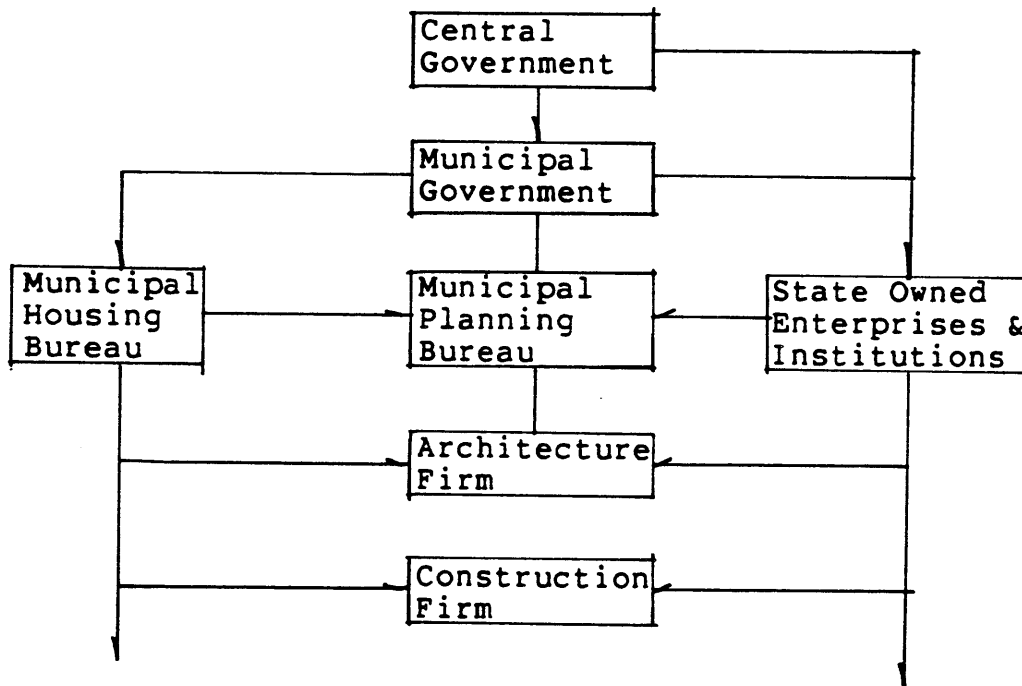 Central
Government
Municipal
Government
Municipal
Housing
Bureau
Municipal
Planning
Bureau
State Owned
Enterprises &
Institutions
Architecture
Firm
Construction
Firm